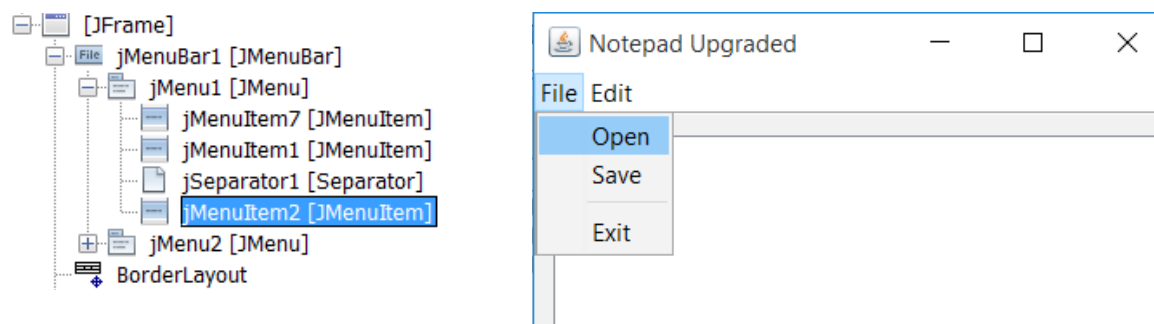 [JFrame]
File jMenuBar1 [JMenuBar]
jMenu1 [JMenu]
jMenuItem7 [JMenuItem]
jMenuItem1 [JMenuItem]
jSeparator1 [Separator]
jMenuItem2 [JMenuItem]
jMenu2 [JMenu]
BorderLayout
Notepad Upgraded
File Edit
Open
Save
Exit